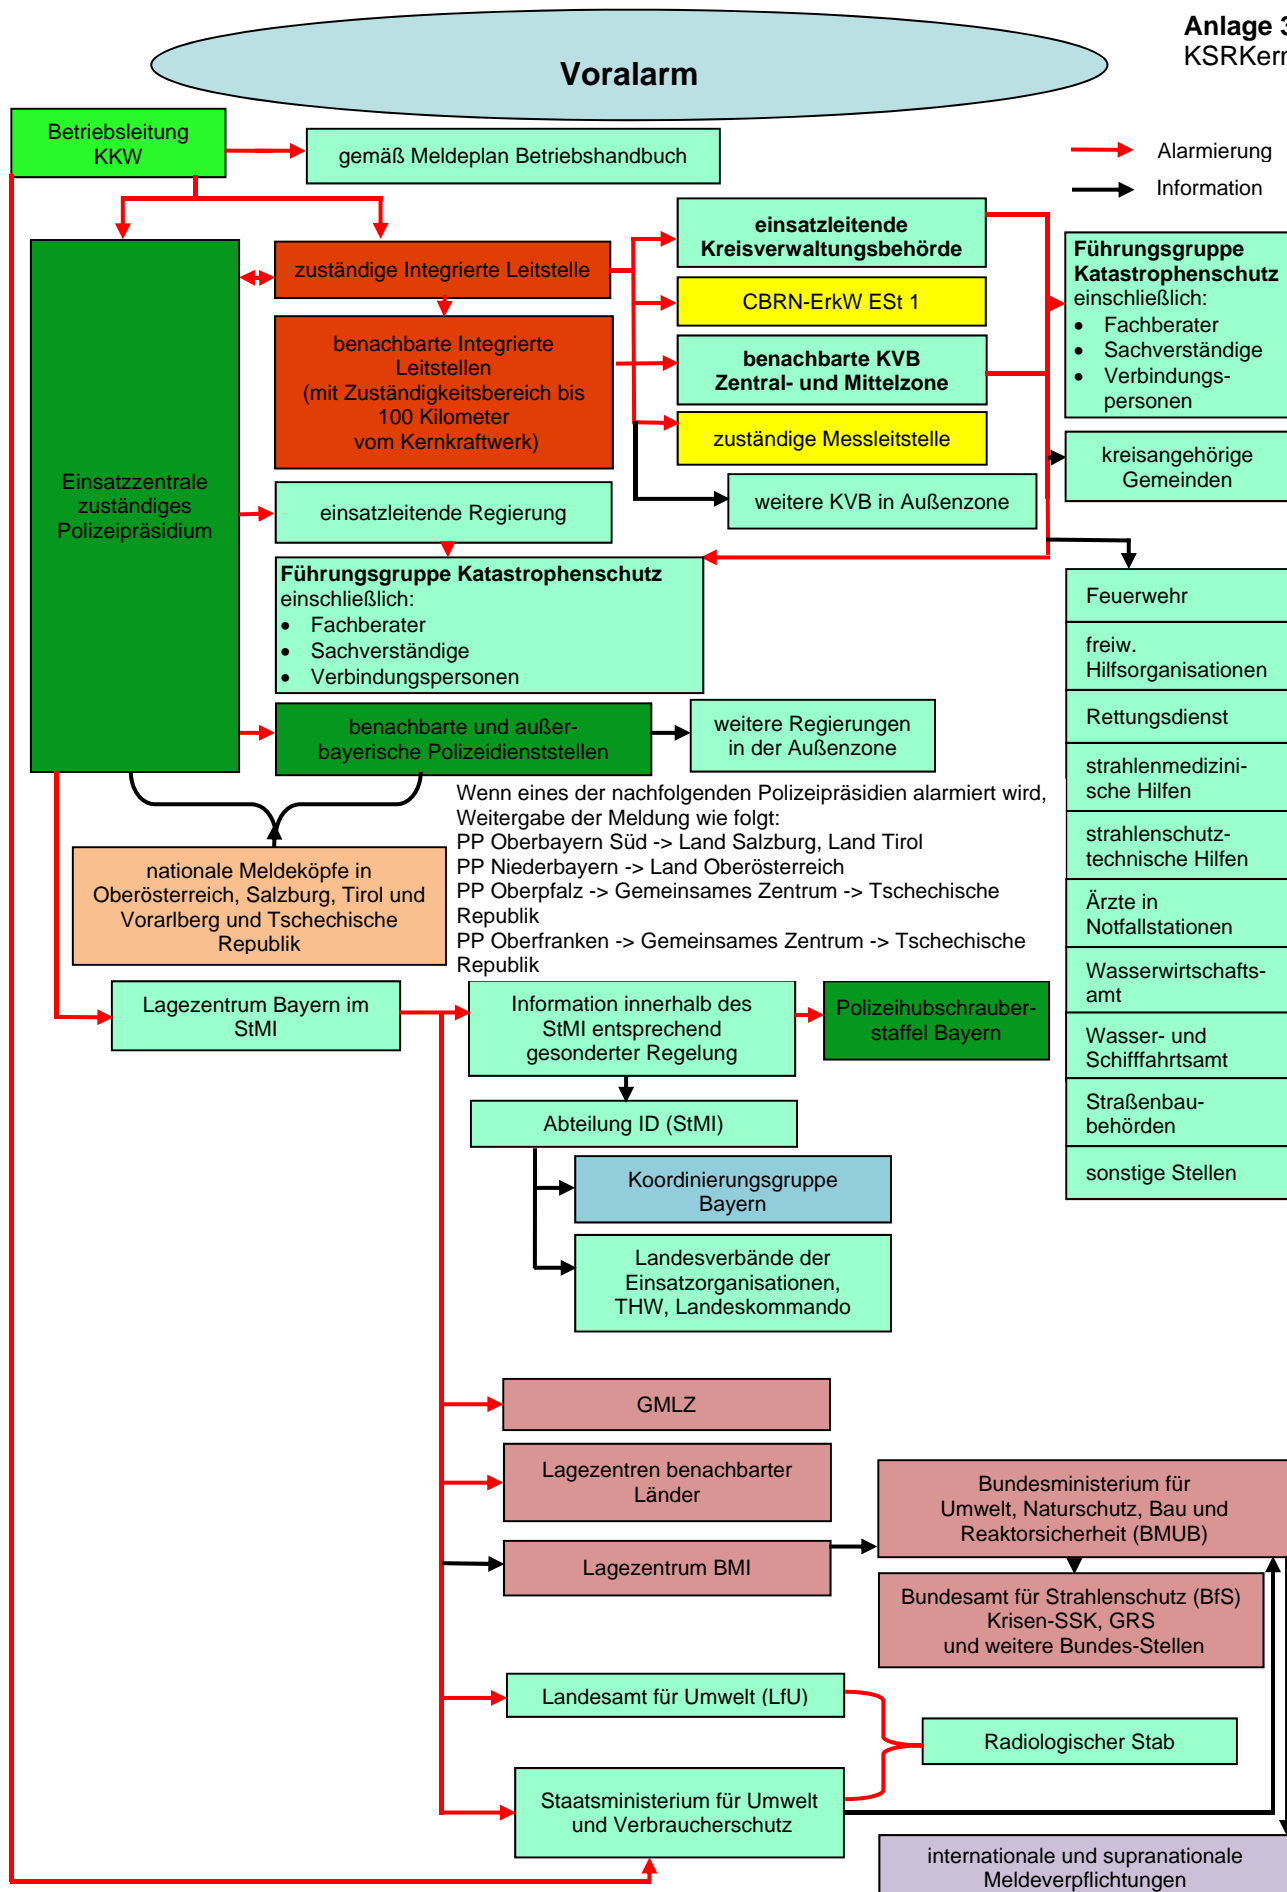 Anlage 3
KSRKern
Voralarm
Betriebsleitung
KKW
gemäß Meldeplan Betriebshandbuch
Alarmierung
Information
einsatzleitende
Kreisverwaltungsbehörde
Führungsgruppe
Katastrophenschutz
einschließlich:
• Fachberater
• Sachverständige
• Verbindungs-
personen
zuständige Integrierte Leitstelle
CBRN-ErkW ESt 1
benachbarte Integrierte
Leitstellen
(mit Zuständigkeitsbereich bis
100 Kilometer
vom Kernkraftwerk)
benachbarte KVB
Zentral- und Mittelzone
zuständige Messleitstelle
kreisangehörige
Gemeinden
weitere KVB in Außenzone
Einsatzzentrale
zuständiges
Polizeipräsidium
einsatzleitende Regierung
Führungsgruppe Katastrophenschutz
einschließlich:
• Fachberater
• Sachverständige
• Verbindungspersonen
Feuerwehr
freiw.
Hilfsorganisationen
Rettungsdienst
strahlenmedizini-
sche Hilfen
strahlenschutz-
technische Hilfen
Ärzte in
Notfallstationen
Wasserwirtschafts-
amt
Wasser- und
Schifffahrtsamt
Straßenbau-
behörden
sonstige Stellen
benachbarte und außer-
bayerische Polizeidienststellen
weitere Regierungen
in der Außenzone
Wenn eines der nachfolgenden Polizeipräsidien alarmiert wird,
Weitergabe der Meldung wie folgt:
PP Oberbayern Süd -> Land Salzburg, Land Tirol
PP Niederbayern -> Land Oberösterreich
PP Oberpfalz -> Gemeinsames Zentrum -> Tschechische
Republik
PP Oberfranken -> Gemeinsames Zentrum -> Tschechische
Republik
nationale Meldeköpfe in
Oberösterreich, Salzburg, Tirol und
Vorarlberg und Tschechische
Republik
Lagezentrum Bayern im
StMI
Information innerhalb des
StMI entsprechend
gesonderter Regelung
Polizeihubschrauber-
staffel Bayern
Abteilung ID (StMI)
Koordinierungsgruppe
Bayern
Landesverbände der
Einsatzorganisationen,
THW, Landeskommando
GMLZ
Lagezentren benachbarter
Länder
Lagezentrum BMI
Bundesministerium für
Umwelt, Naturschutz, Bau und
Reaktorsicherheit (BMUB)
Bundesamt für Strahlenschutz (BfS)
Krisen-SSK, GRS
und weitere Bundes-Stellen
Landesamt für Umwelt (LfU)
Radiologischer Stab
Staatsministerium für Umwelt
und Verbraucherschutz
internationale und supranationale
Meldeverpflichtungen